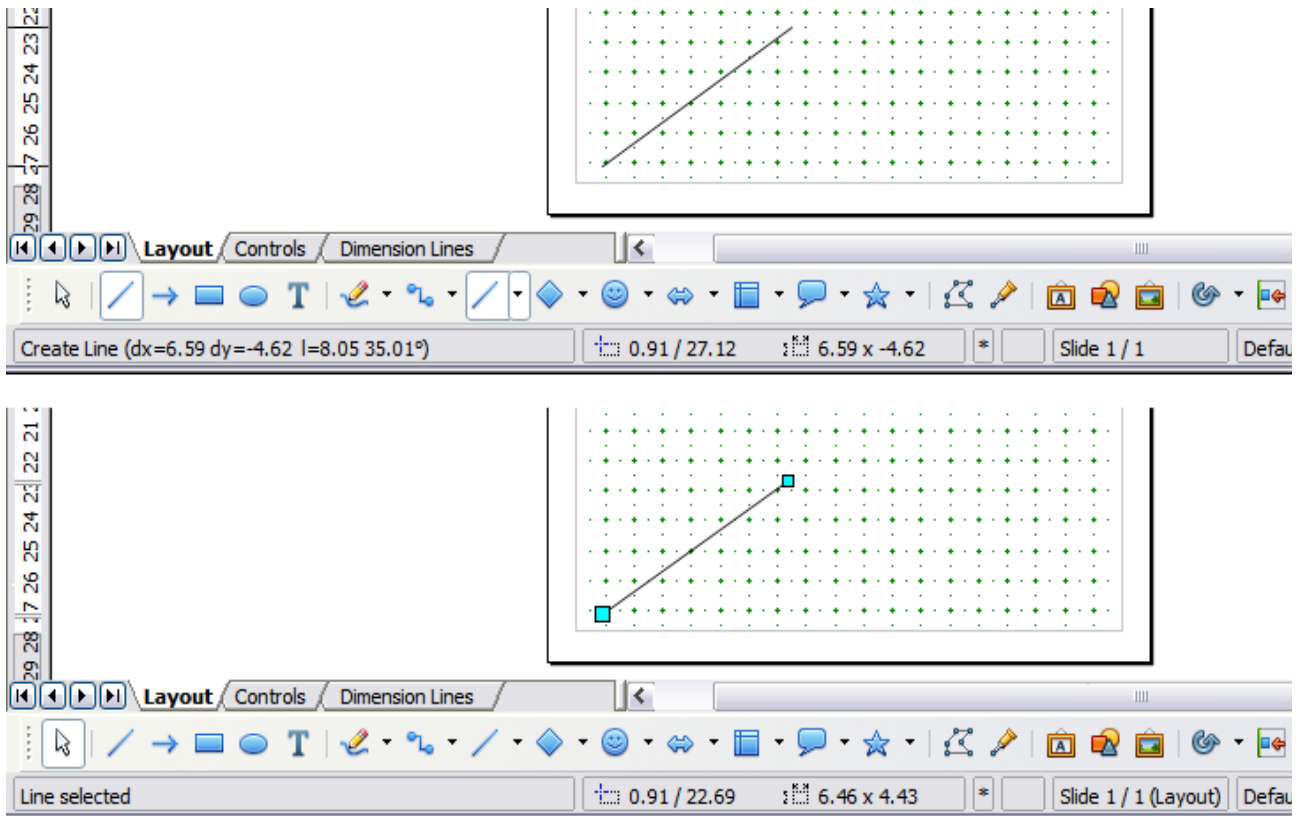 22
23
24
25
26
27
28
29
Layout Controls Dimension Lines
T A
Create Line (dx=6.59 dy=-4.62 l=8.05 35.01º) 0.91 / 27.12 6.59 x -4.62 * Slide 1 / 1 Defau
21
22
23
24
25
26
27
28
29
Layout Controls Dimension Lines
T A
Line selected 0.91 / 22.69 6.46 x 4.43 * Slide 1 / 1 (Layout) Defau